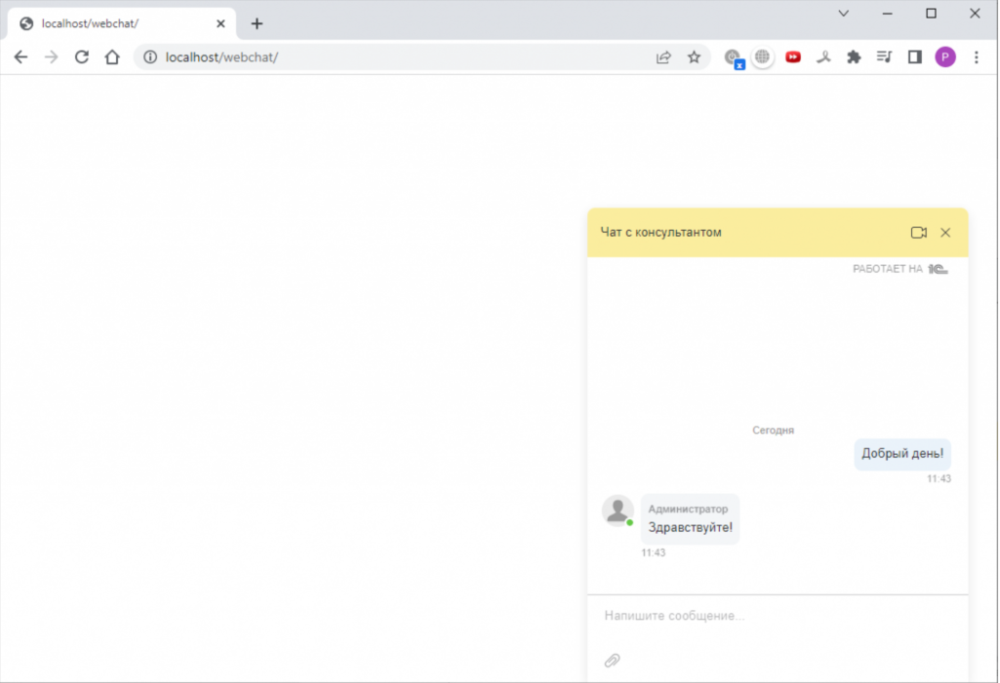 localhost/webchat/
localhost/webchat/
x
P
Чат с консультантом
РАБОТАЕТ НА 1С
Сегодня
Добрый день!
11:43
Администратор
Здравствуйте!
11:43
Напишите сообщение...